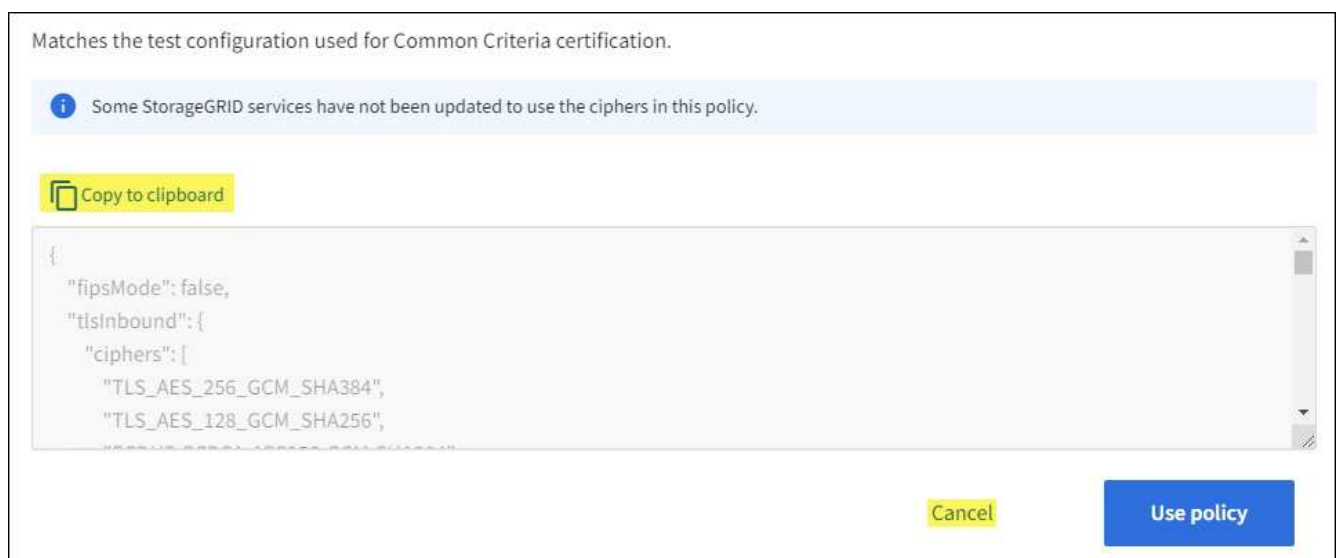 Matches the test configuration used for Common Criteria certification.
Some StorageGRID services have not been updated to use the ciphers in this policy.
Copy to clipboard
{
"fipsMode": false,
"tlsInbound": {
"ciphers": [
"TLS_AES_256_GCM_SHA384",
"TLS_AES_128_GCM_SHA256",
Cancel
Use policy